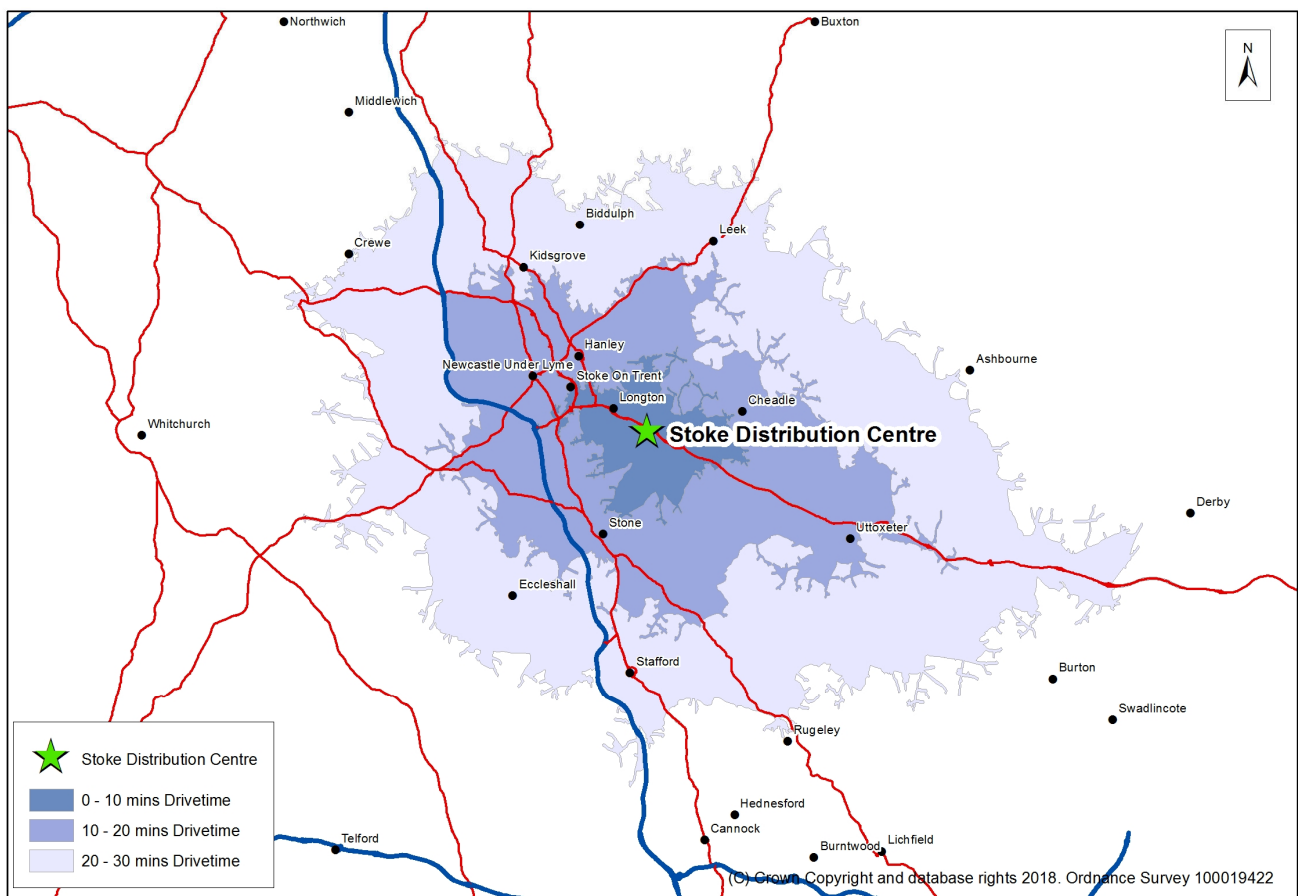 Northwich
Buxton
N
Middlewich
Biddulph
Leek
Crewe
Kidsgrove
Hanley
Ashbourne
Newcastle Under Lyme
Stoke On Trent
Longton
Cheadle
Whitchurch
Stoke Distribution Centre
Derby
Stone
Uttoxeter
Eccleshall
Stafford
Burton
Swadlincote
Rugeley
Stoke Distribution Centre
0 - 10 mins Drivetime
10 - 20 mins Drivetime
20 - 30 mins Drivetime
Hednesford
Cannock
Telford
Burntwood
Lichfield
(C) Crown Copyright and database rights 2018. Ordnance Survey 100019422